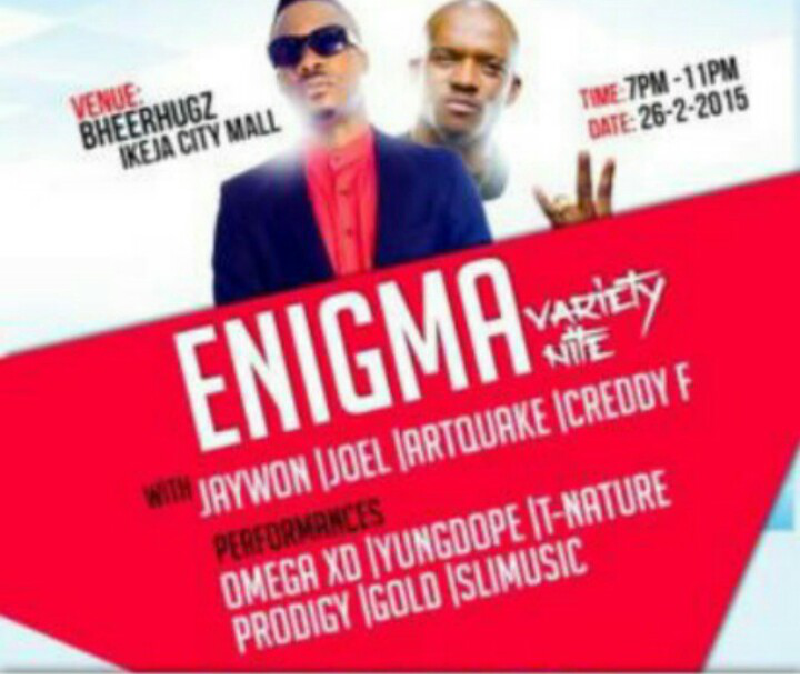 VENUE:
BHEERHUGZ
IKEJA CITY MALL
TIME: 7PM -11PM
DATE: 26-2-2015
ENIGMA
VARIETY
NITE
WITH JAYWON |JOEL |ARTQUAKE |CREDDY F
PERFORMANCES
OMEGA XD |YUNGDOPE |T-NATURE
PRODIGY |GOLD |SLIMUSIC